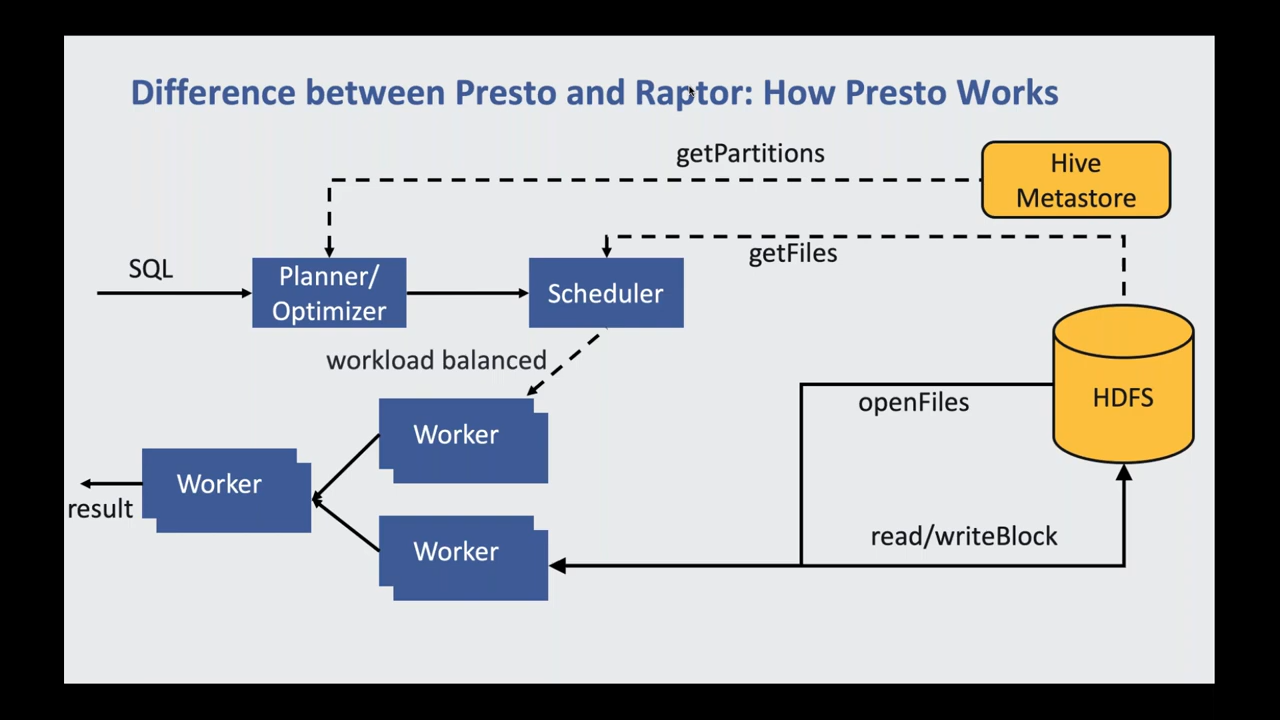 Difference between Presto and Raptor: How Presto Works
getPartitions
Hive
Metastore
getFiles
SQL
Planner/
Optimizer
Scheduler
workload balanced
HDFS
openFiles
Worker
Worker
result
read/writeBlock
Worker